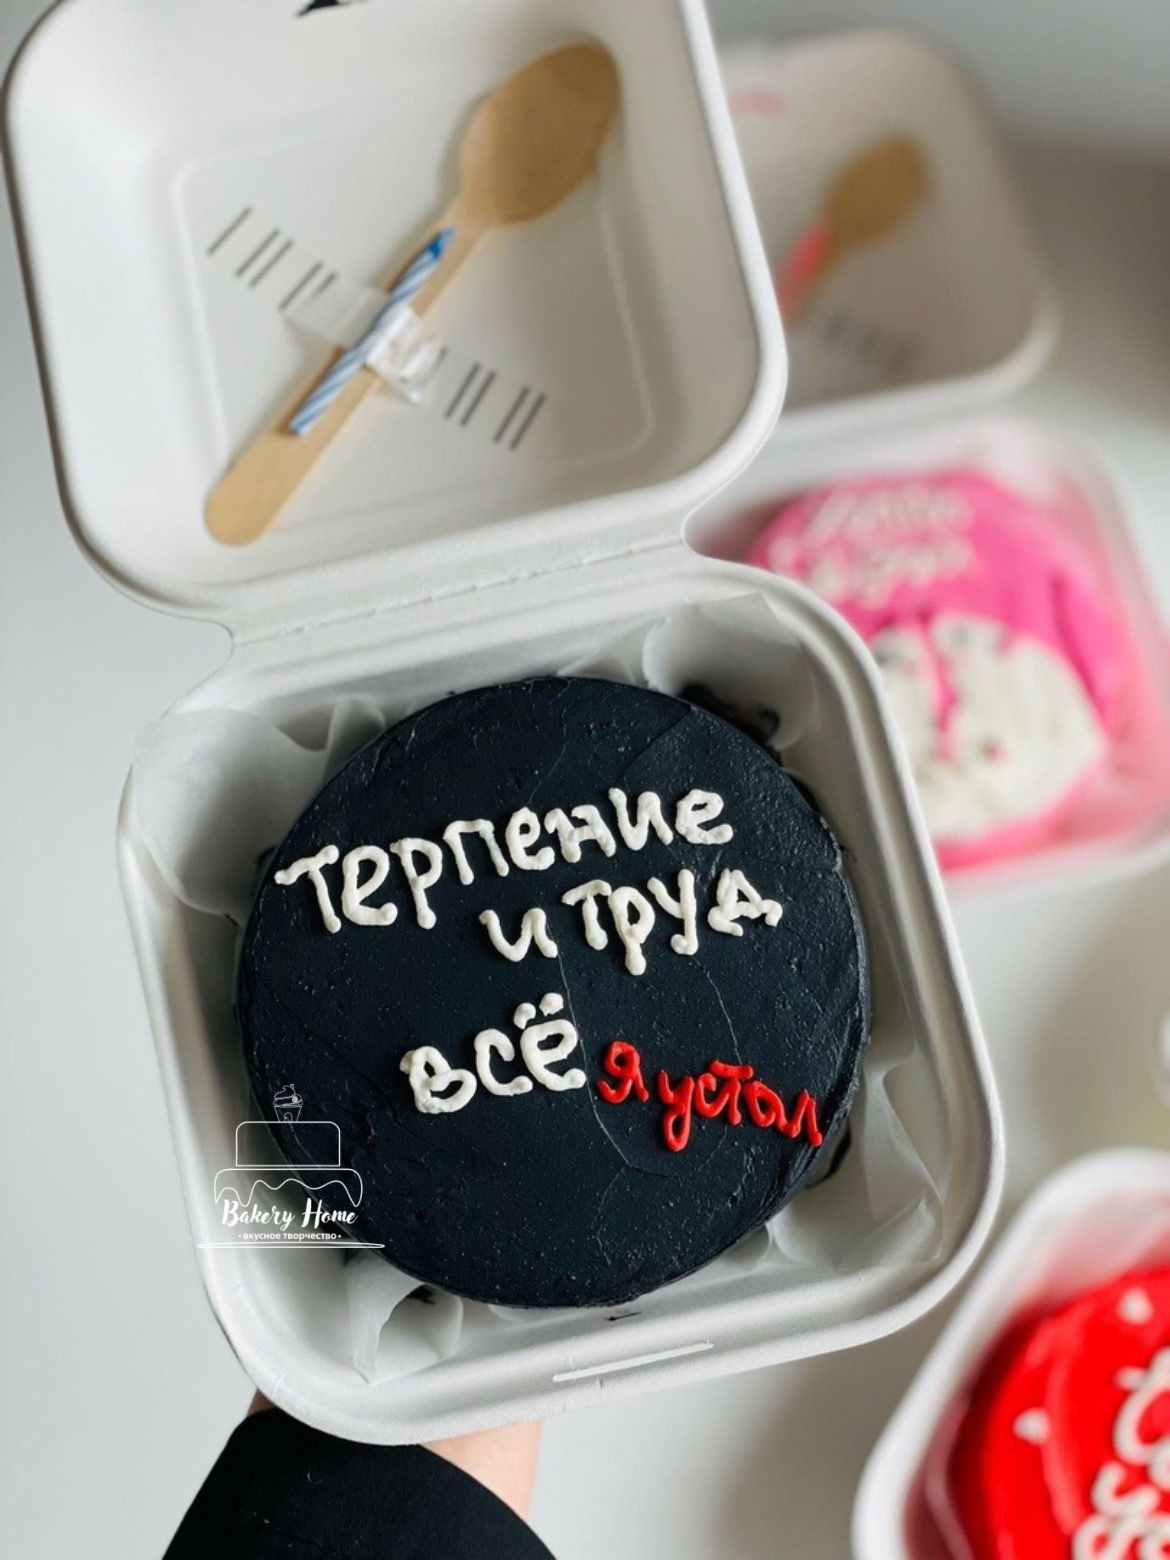 терпение
и труд
всё я устал
Bakery Home
• вкусное творчество •